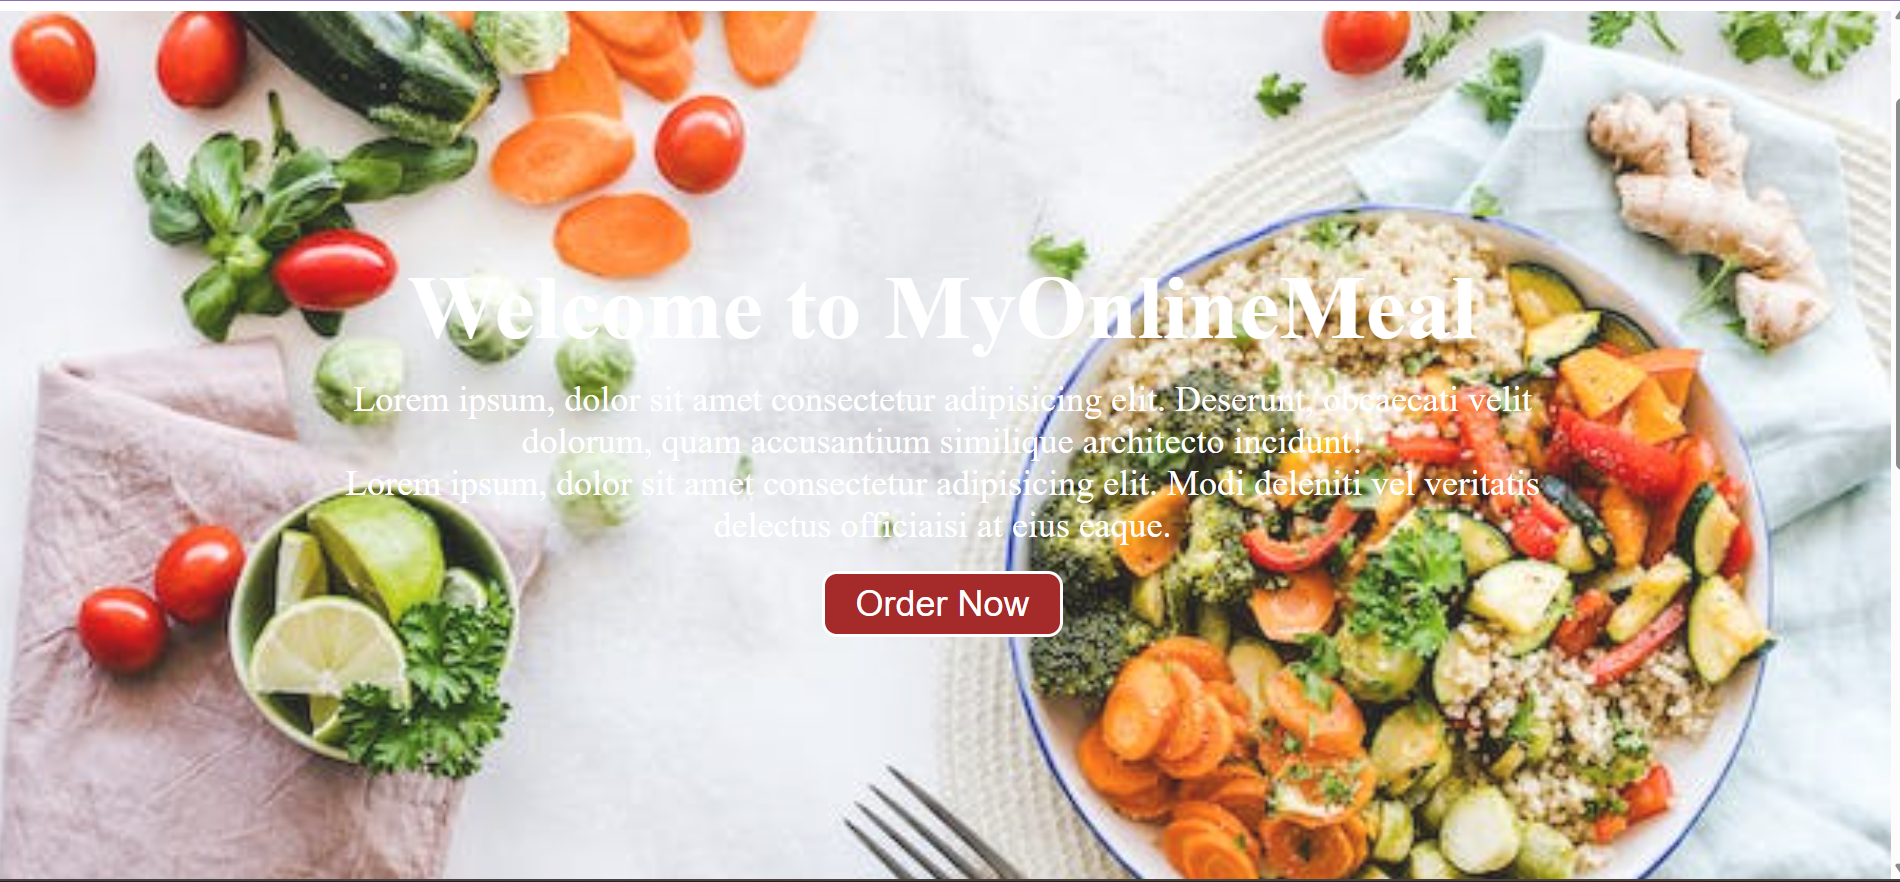 Welcome to MyOnlineMeal
Lorem ipsum, dolor sit amet consectetur adipisicing elit. Deserunt, obcaecati velit
dolorum, quam accusantium similique architecto incidunt!
Lorem ipsum, dolor sit amet consectetur adipisicing elit. Modi deleniti vel veritatis
delectus officiaisi at eius eaque.
Order Now